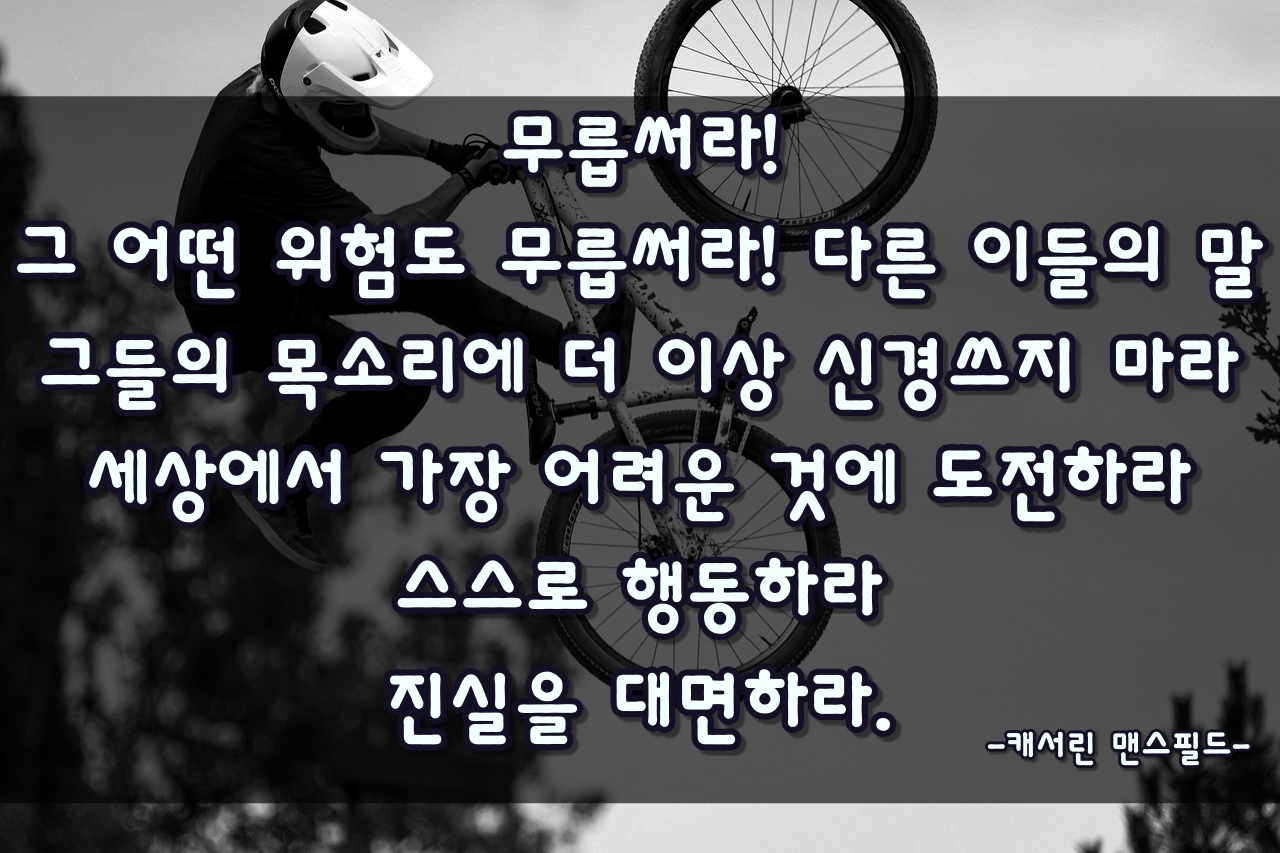 무릅써라!
그 어떤 위험도 무릅써라! 다른 이들의 말
그들의 목소리에 더 이상 신경쓰지 마라
세상에서 가장 어려운 것에 도전하라
스스로 행동하라
진실을 대면하라.
-캐서린 맨스필드-